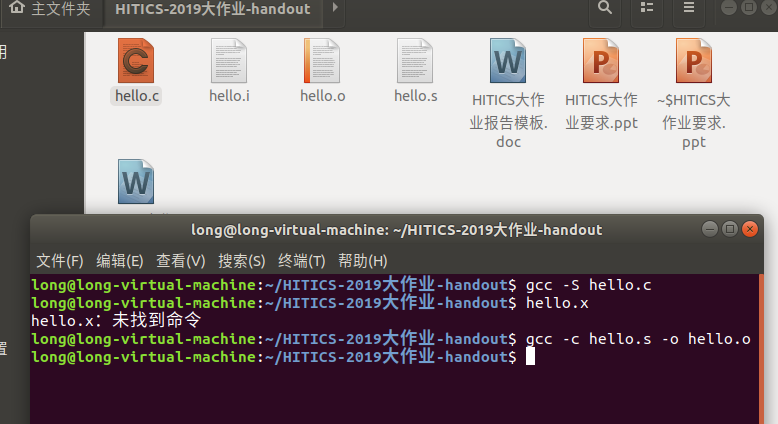 主文件夹 HITICS-2019大作业-handout
用
hello.c hello.i hello.o hello.s HITICS大作 HITICS大作 ~$HITICS大
业报告模板. 业要求.ppt 作业要求.
doc ppt
long@long-virtual-machine: ~/HITICS-2019大作业-handout
文件(F) 编辑(E) 查看(V) 搜索(S) 终端(T) 帮助(H)
long@long-virtual-machine:~/HITICS-2019大作业-handout$ gcc -S hello.c
long@long-virtual-machine:~/HITICS-2019大作业-handout$ hello.x
hello.x：未找到命令
long@long-virtual-machine:~/HITICS-2019大作业-handout$ gcc -c hello.s -o hello.o
置
long@long-virtual-machine:~/HITICS-2019大作业-handout$